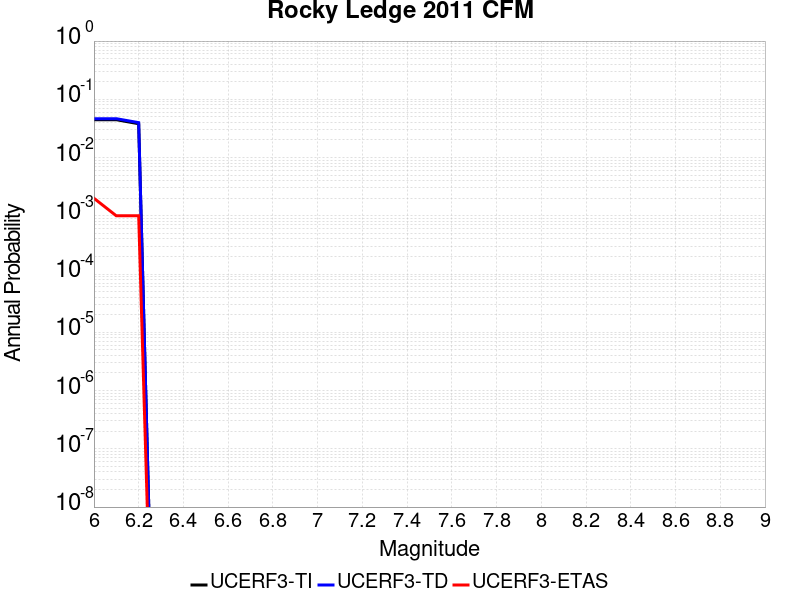 Rocky Ledge 2011 CFM
10^0
10^-1
10^-2
10^-3
10^-4
10^-5
10^-6
10^-7
10^-8
Annual Probability
6 6.2 6.4 6.6 6.8 7 7.2 7.4 7.6 7.8 8 8.2 8.4 8.6 8.8 9
Magnitude
UCERF3-TI UCERF3-TD UCERF3-ETAS